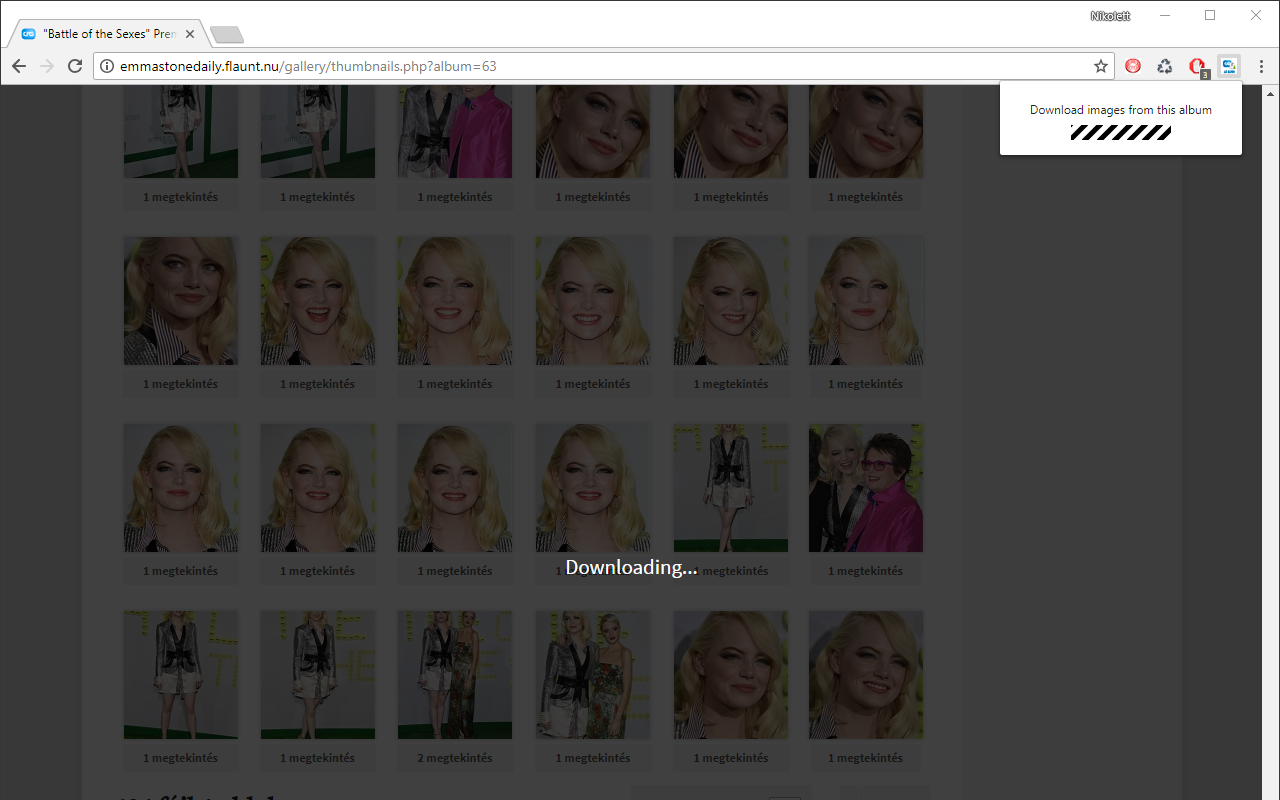 Nikolett
"Battle of the Sexes" Prem
emmastonedaily.flaunt.nu/gallery/thumbnails.php?album=63
3
Download images from this album
1 megtekintés 1 megtekintés 1 megtekintés 1 megtekintés 1 megtekintés 1 megtekintés
1 megtekintés 1 megtekintés 1 megtekintés 1 megtekintés 1 megtekintés 1 megtekintés
Downloading...
1 megtekintés 1 megtekintés 1 megtekintés 1 megtekintés 1 megtekintés 1 megtekintés
1 megtekintés 1 megtekintés 2 megtekintés 1 megtekintés 1 megtekintés 1 megtekintés